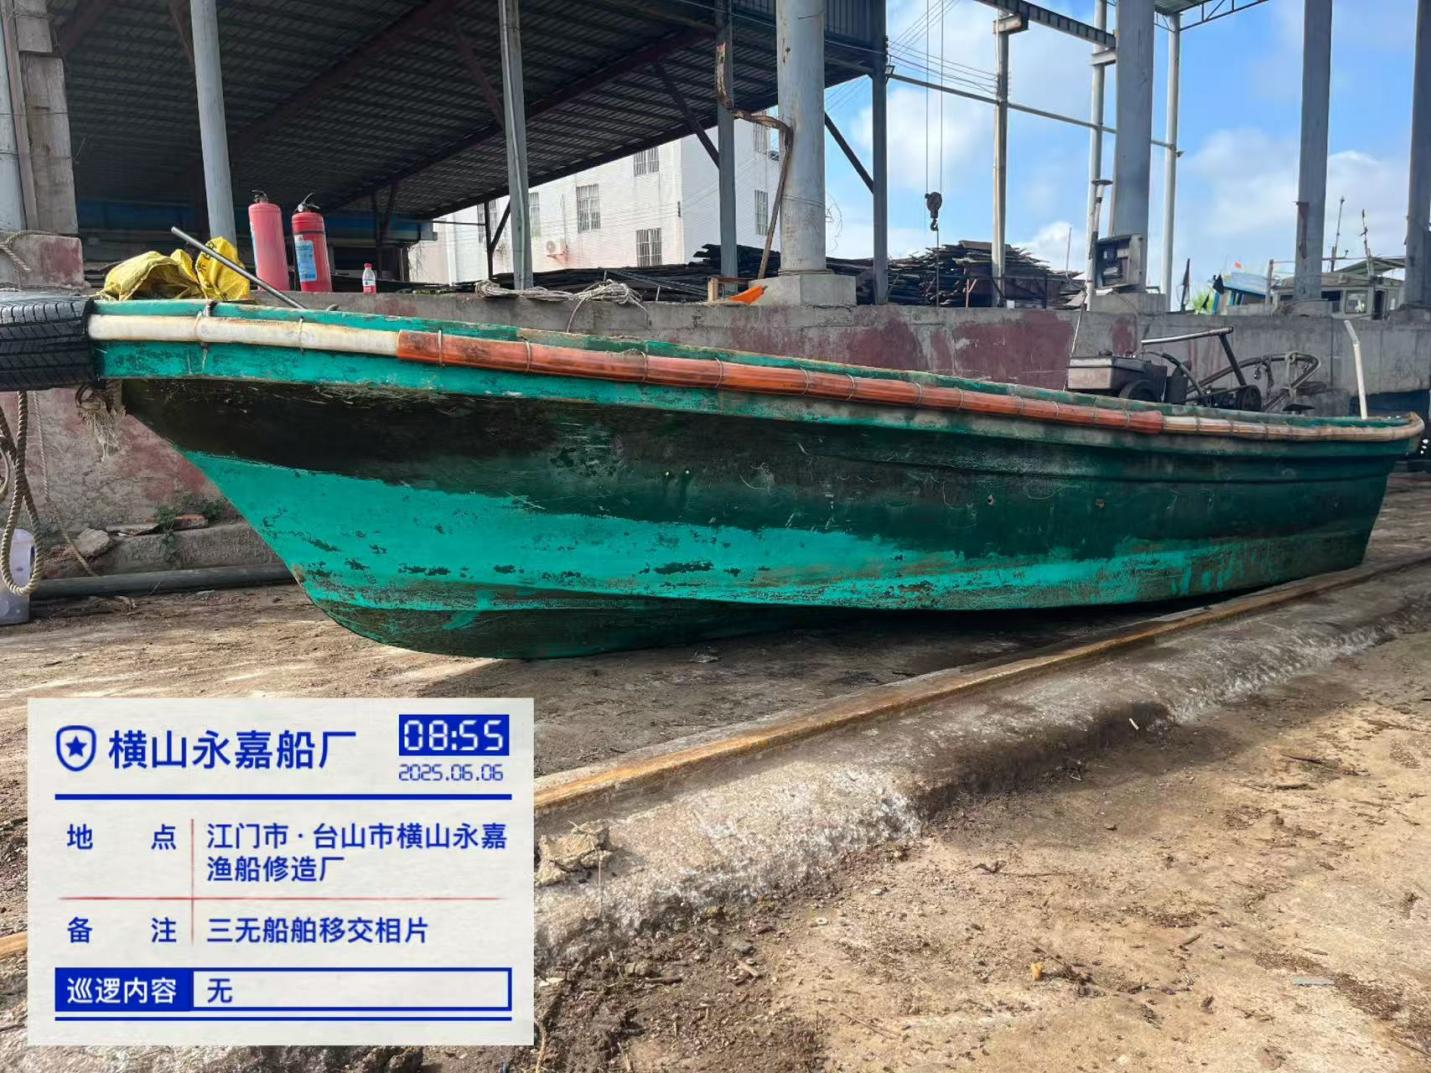 横山永嘉船厂
08:55
2025.06.06
地 点
江门市·台山市横山永嘉
渔船修造厂
备 注
三无船舶移交相片
巡逻内容
无